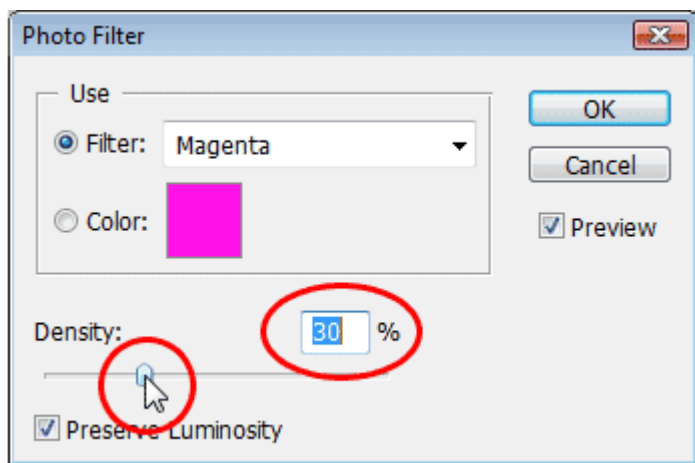 Photo Filter
Use
Filter: Magenta
Color:
OK
Cancel
Preview
Density: 30 %
Preserve Luminosity